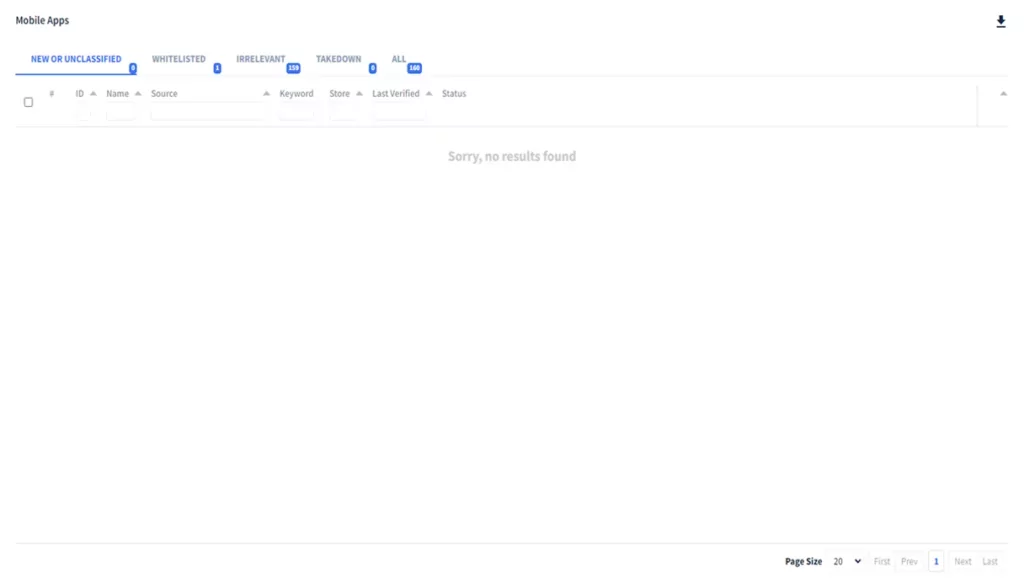 Mobile Apps
NEW OR UNCLASSIFIED 0 WHITELISTED 1 IRRELEVANT 159 TAKEDOWN 0 ALL 160
# ID Name Source Keyword Store Last Verified Status
Sorry, no results found
Page Size 20 First Prev 1 Next Last